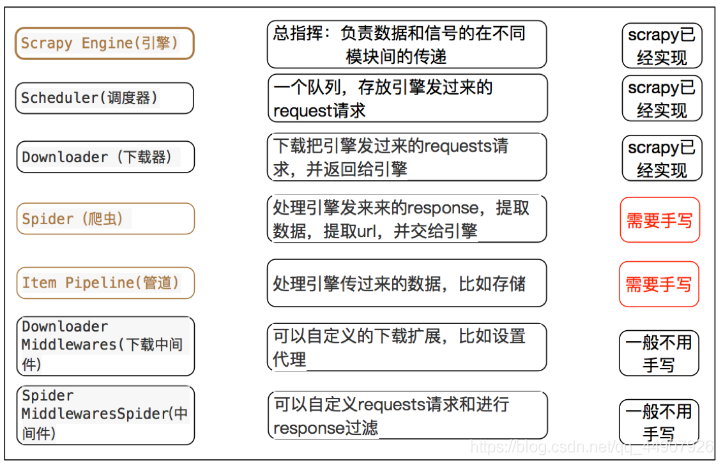 Scrapy Engine(引擎)
总指挥：负责数据和信号的在不同
模块间的传递
scrapy已
经实现
Scheduler(调度器)
一个队列，存放引擎发过来的
request请求
scrapy已
经实现
Downloader（下载器）
下载把引擎发过来的requests请
求，并返回给引擎
scrapy已
经实现
Spider（爬虫）
处理引擎发来来的response，提取
数据，提取url，并交给引擎
需要手写
Item Pipeline(管道)
处理引擎传过来的数据，比如存储
需要手写
Downloader
Middlewares(下载中间
件)
可以自定义的下载扩展，比如设置
代理
一般不用
手写
Spider
MiddlewaresSpider(中
间件)
可以自定义requests请求和进行
response过滤
一般不用
手写
https://blog.csdn.net/qq_44907926